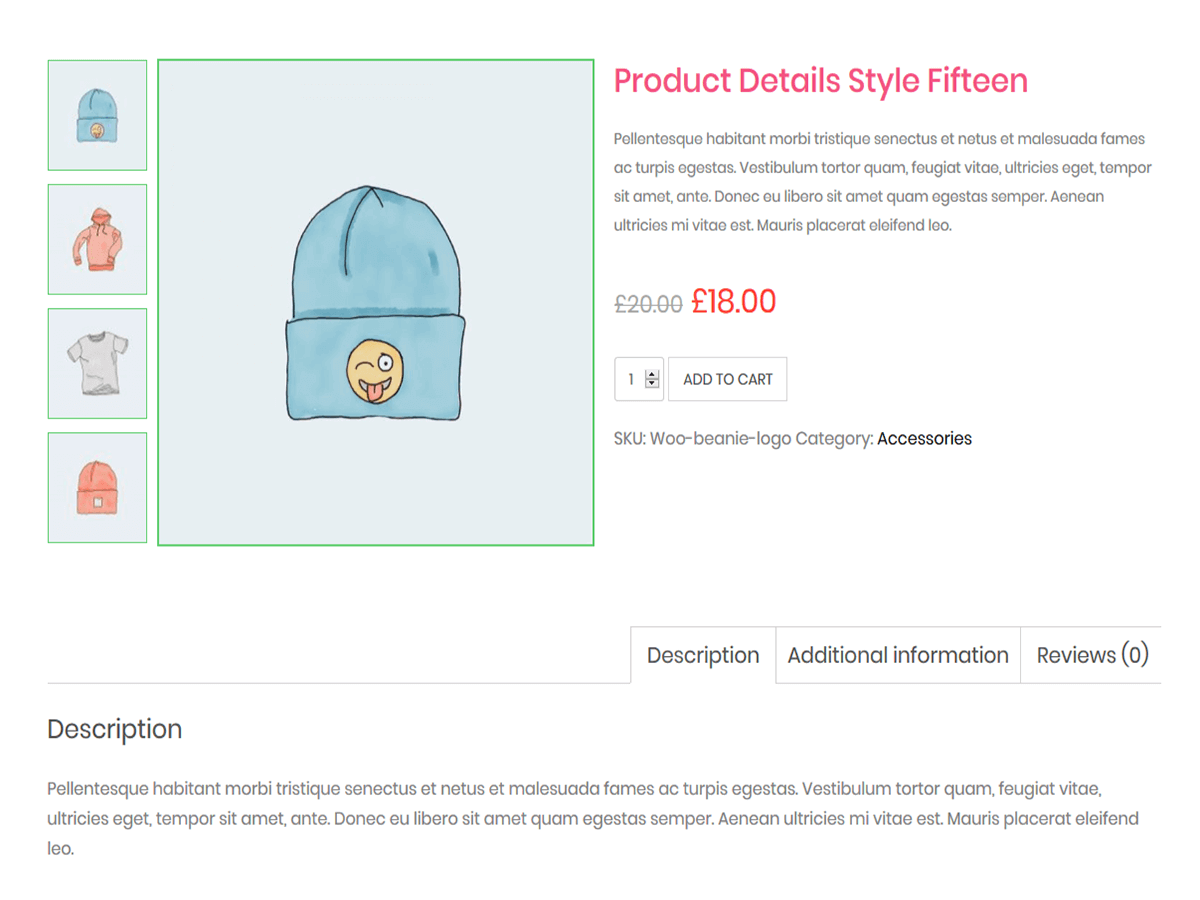 Product Details Style Fifteen
Pellentesque habitant morbi tristique senectus et netus et malesuada fames
ac turpis egestas. Vestibulum tortor quam, feugiat vitae, ultricies eget, tempor
sit amet, ante. Donec eu libero sit amet quam egestas semper. Aenean
ultricies mi vitae est. Mauris placerat eleifend leo.
£20.00 £18.00
1 ADD TO CART
SKU: Woo-beanie-logo Category: Accessories
Description Additional information Reviews (0)
Description
Pellentesque habitant morbi tristique senectus et netus et malesuada fames ac turpis egestas. Vestibulum tortor quam, feugiat vitae,
ultricies eget, tempor sit amet, ante. Donec eu libero sit amet quam egestas semper. Aenean ultricies mi vitae est. Mauris placerat eleifend
leo.